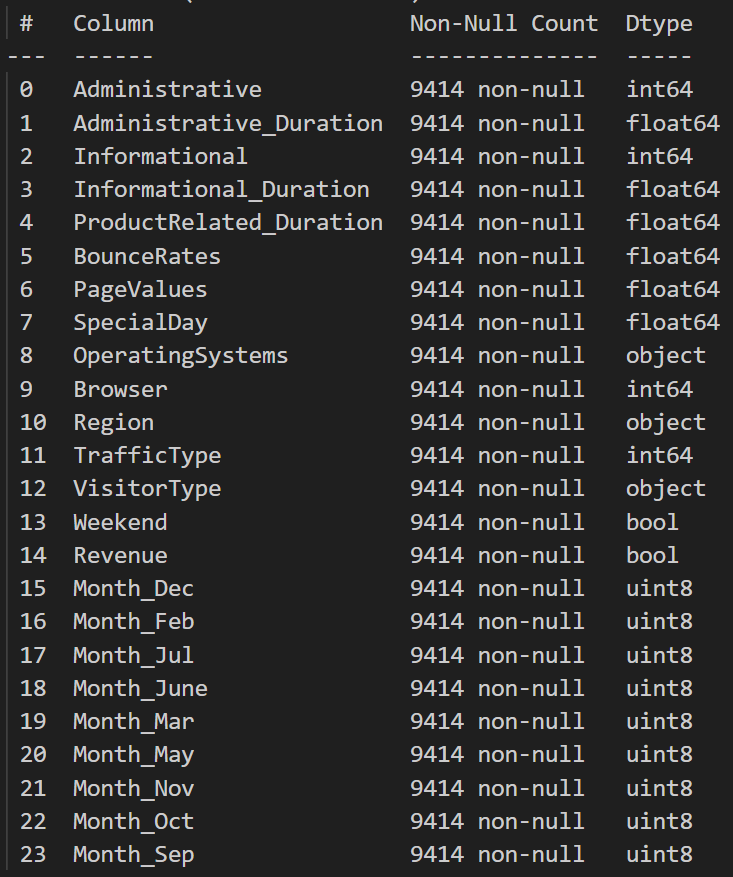 #   Column                   Non-Null Count  Dtype
---  ------                   --------------  -----
0   Administrative           9414 non-null   int64
1   Administrative_Duration  9414 non-null   float64
2   Informational            9414 non-null   int64
3   Informational_Duration   9414 non-null   float64
4   ProductRelated_Duration  9414 non-null   float64
5   BounceRates              9414 non-null   float64
6   PageValues               9414 non-null   float64
7   SpecialDay               9414 non-null   float64
8   OperatingSystems         9414 non-null   object
9   Browser                  9414 non-null   int64
10  Region                   9414 non-null   object
11  TrafficType              9414 non-null   int64
12  VisitorType              9414 non-null   object
13  Weekend                  9414 non-null   bool
14  Revenue                  9414 non-null   bool
15  Month_Dec                9414 non-null   uint8
16  Month_Feb                9414 non-null   uint8
17  Month_Jul                9414 non-null   uint8
18  Month_June               9414 non-null   uint8
19  Month_Mar                9414 non-null   uint8
20  Month_May                9414 non-null   uint8
21  Month_Nov                9414 non-null   uint8
22  Month_Oct                9414 non-null   uint8
23  Month_Sep                9414 non-null   uint8